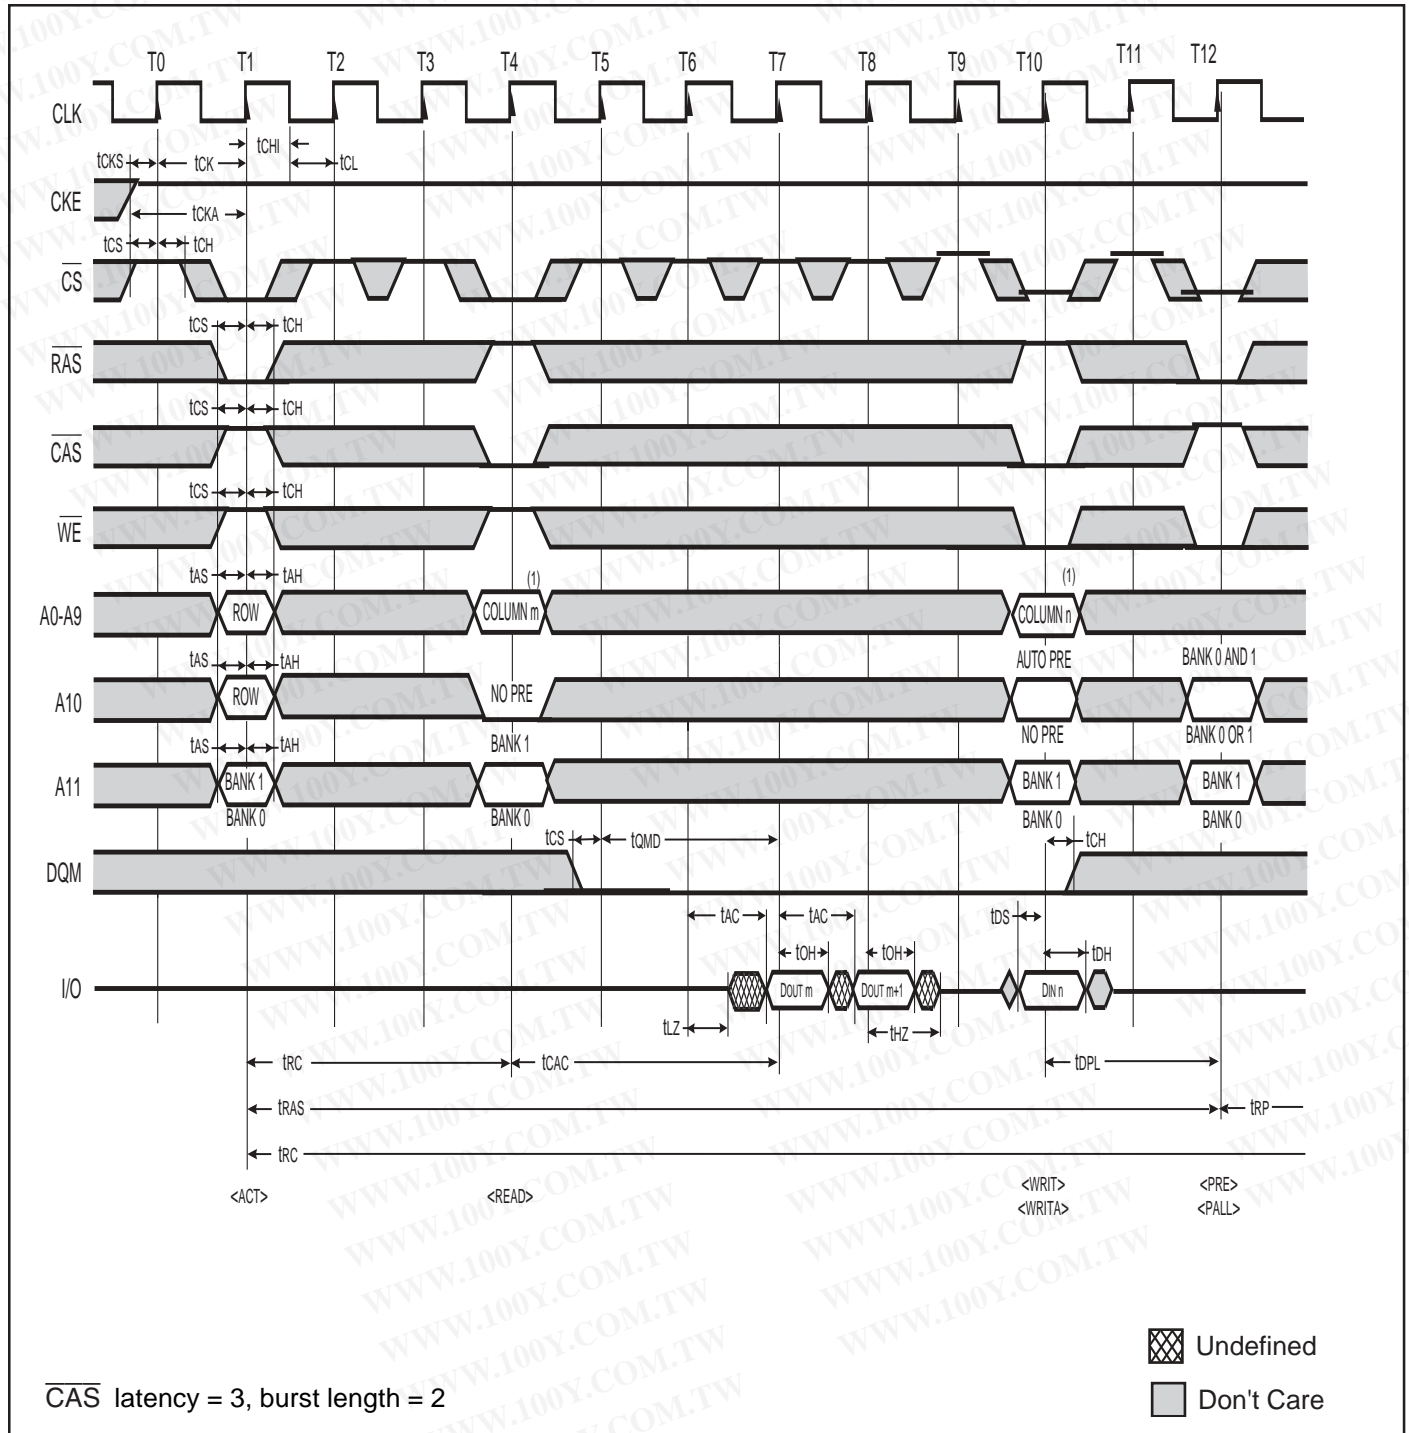 T0 T1 T2 T3 T4 T5 T6 T7 T8 T9 T10 T11 T12
CLK
tCHI
tCKS tCK tCL
CKE
tCKA
tCS tCH
CS
tCS tCH
RAS
tCS tCH
CAS
tCS tCH
WE
tAS tAH (1) (1)
A0-A9 ROW COLUMN m COLUMN n
tAS tAH AUTO PRE BANK 0 AND 1
A10 ROW NO PRE
BANK 1 NO PRE BANK 0 OR 1
tAS tAH
A11 BANK 1 BANK 1 BANK 1
BANK 0 BANK 0 BANK 0 BANK 0
tCS tQMD tCH
DQM
tAC tAC tDS
tOH tOH tDH
I/O DOUT m DOUT m+1 DIN n
tLZ tHZ
tRC tCAC tDPL
tRAS tRP
tRC
<ACT> <READ> <WRIT> <PRE>
<WRITA> <PALL>
Undefined
CAS latency = 3, burst length = 2
Don't Care
WWW.100Y.COM.TW